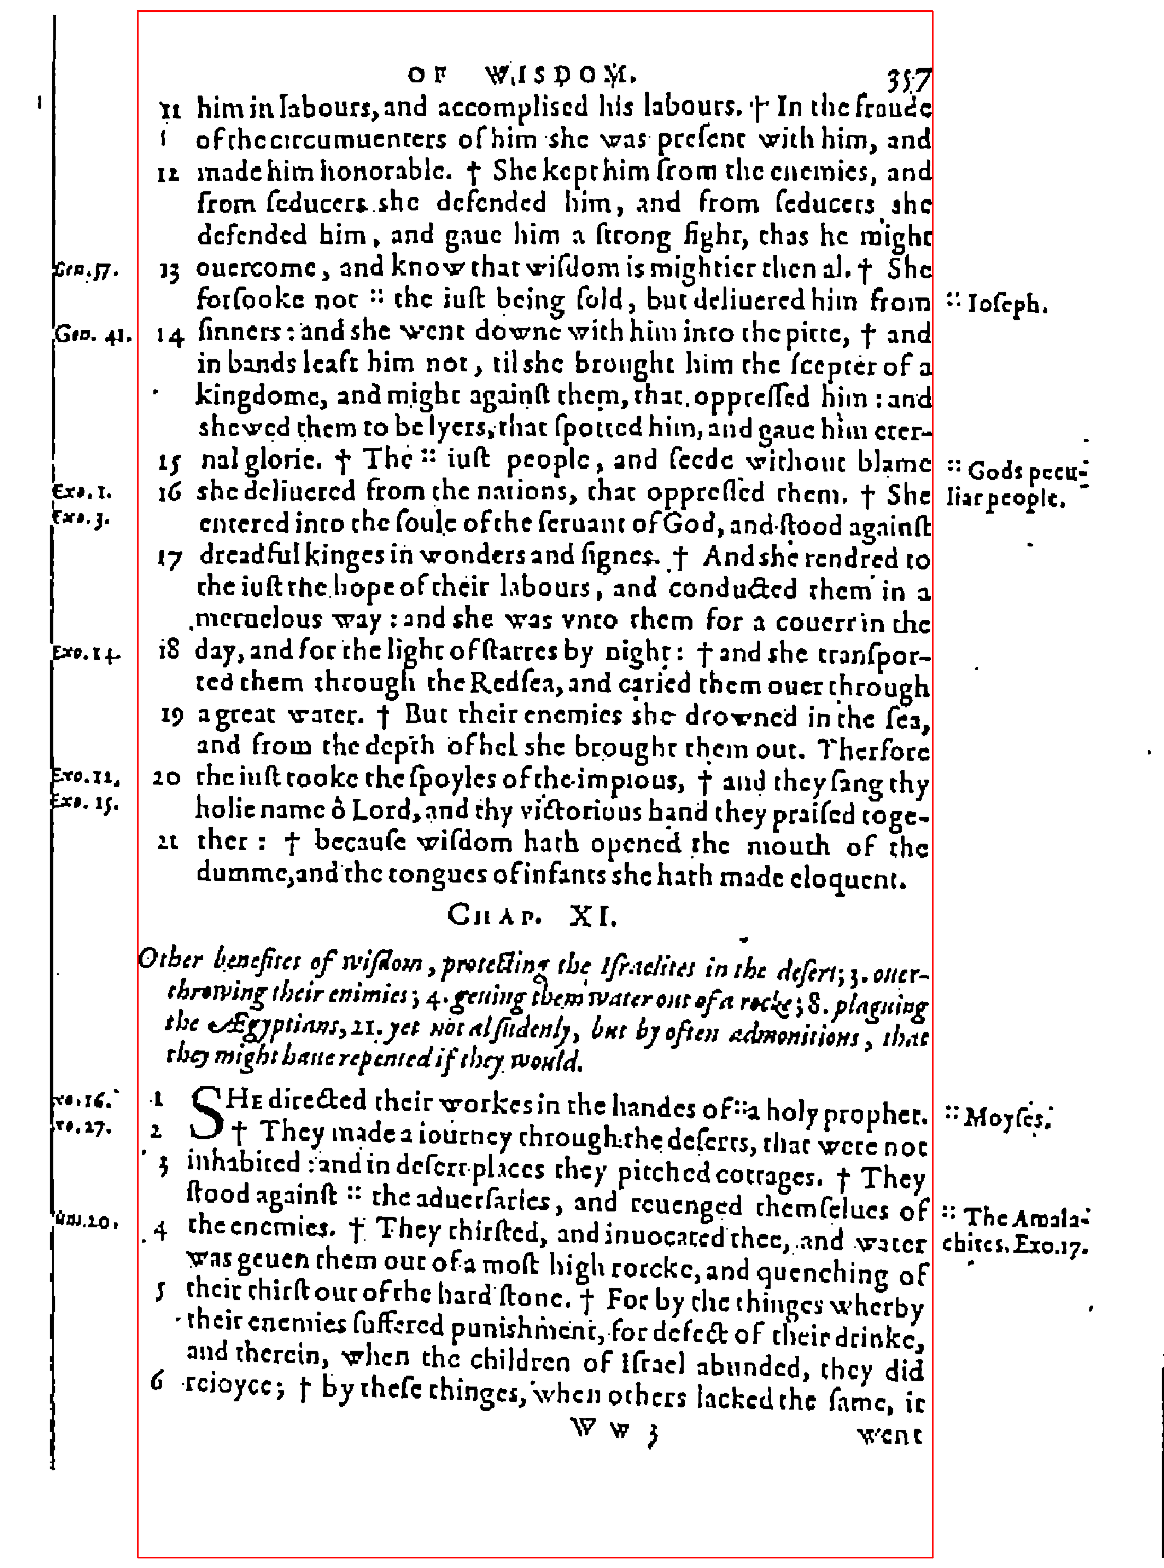 OF WISDOM. 357
11 him in labours, and accomplised his labours. † In the fraude
of the circumuenters of him she was preſent with him, and
12 made him honorable. † She kept him from the enemies, and
from ſeducers she defended him, and from ſeducers she
defended him, and gaue him a ſtrong fight, that he might
Gen. 37. 13 ouercome, and know that wiſdom is mightier then al. † She
forſooke not :: the iuſt being ſold, but deliuered him from :: Ioſeph.
Gen. 41. 14 ſinners: and she went downe with him into the pitte, † and
in bands leaft him not, til she brought him the ſcepter of a
kingdome, and might againſt them, that oppreſſed him: and
shewed them to be lyers, that ſpotted him, and gaue him eter-
15 nal glorie. † The :: iuſt people, and ſeede without blame :: Gods pecu-
Exo. 1. 16 she deliuered from the nations, that oppreſſed them. † She liar people.
Exo. 3. entered into the ſoule of the ſeruant of God, and ſtood againſt
17 dreadful kinges in wonders and ſignes. † And she rendred to
the iuſt the hope of their labours, and conducted them in a
meruelous way: and she was vnto them for a couert in the
Exo. 14. 18 day, and for the light of ſtarres by night: † and she tranſpor-
ted them through the Redſea, and caried them ouer through
19 a great water. † But their enemies she drowned in the ſea,
and from the depth of hel she brought them out. Therfore
Exo. 12. 20 the iuſt tooke the ſpoyles of the impious, † and they ſang thy
Exo. 15. holie name ô Lord, and thy victorious hand they praiſed toge-
21 ther: † becauſe wiſdom hath opened the mouth of the
dumme, and the tongues of infants she hath made eloquent.
CHAP. XI.
Other benefites of wiſdom, protecting the Iſraelites in the deſert; 3. ouer-
throwing their enimies; 4. geuing them water out of a rocke; 8. plaguing
the Ægyptians, 21. yet not al ſudenly, but by often admonitions, that
they might haue repented if they would.
xo. 16. 1 SHE directed their workes in the handes of :: a holy prophet. :: Moyſes.
xo. 17. 2 † They made a iourney through the deſerts, that were not
3 inhabited: and in deſert places they pitched cottages. † They
ſtood againſt :: the aduerſaries, and reuenged themſelues of :: The Amala-
um. 20. 4 the enemies. † They thirſted, and inuocated thee, and water chites. Exo. 17.
was geuen them out of a moſt high rorcke, and quenching of
5 their thirſt out of the hard ſtone. † For by the thinges wherby
their enemies ſuffered punishment, for defect of their drinke,
and therein, when the children of Iſrael abunded, they did
6 reioyce; † by theſe thinges, when others lacked the ſame, it
Ww 3 went